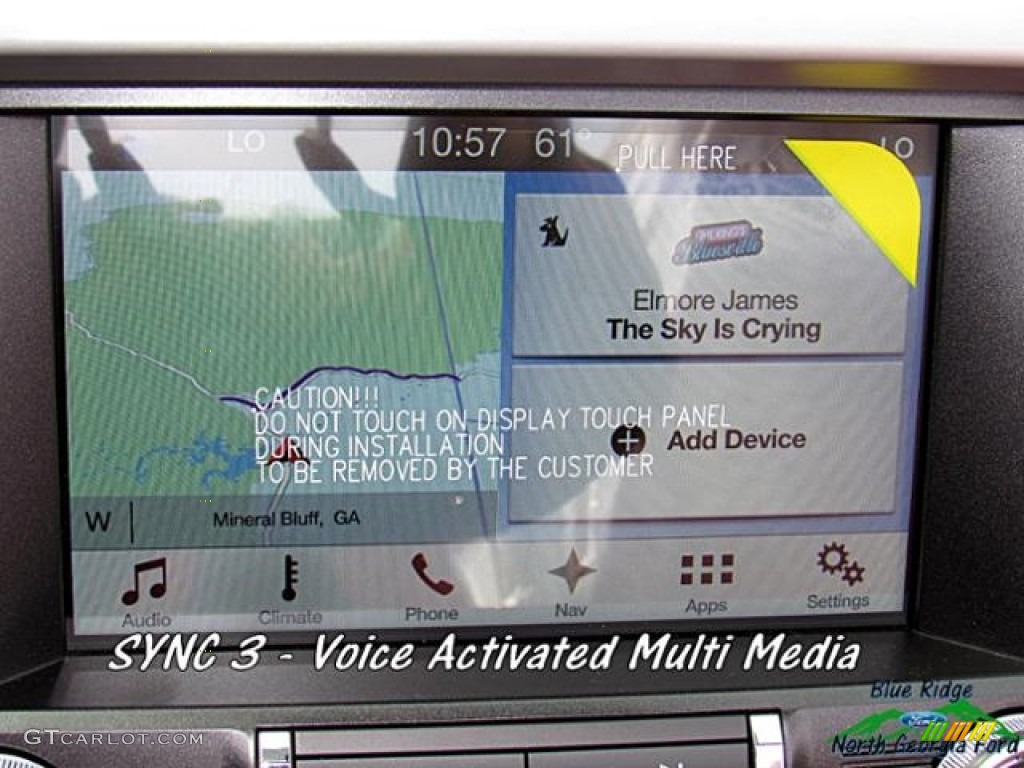 LO 10:57 61° PULL HERE LO
Bluesville
Elmore James
The Sky Is Crying
CAUTION!!!
DO NOT TOUCH ON DISPLAY TOUCH PANEL
DURING INSTALLATION
TO BE REMOVED BY THE CUSTOMER
Add Device
W Mineral Bluff, GA
Audio Climate Phone Nav Apps Settings
SYNC 3 - Voice Activated Multi Media
Blue Ridge
Ford
North Georgia Ford
GTCARLOT.COM